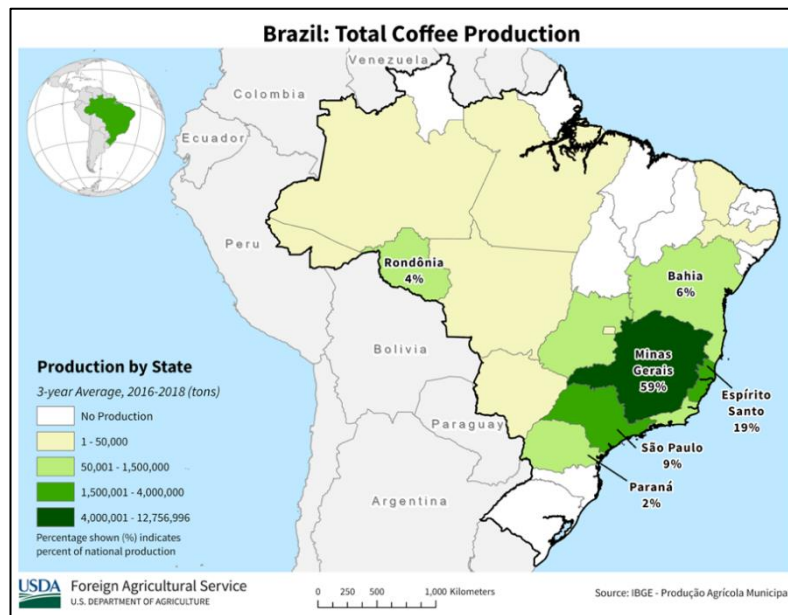 Brazil: Total Coffee Production
Venezuela
Colombia
Ecuador
Peru
Rondônia
4%
Bahia
6%
Bolivia
Minas
Gerais
59%
Espírito
Santo
19%
Paraguay
São Paulo
9%
Paraná
2%
Argentina
Production by State
3-year Average, 2016-2018 (tons)
No Production
1 - 50,000
50,001 - 1,500,000
1,500,001 - 4,000,000
4,000,001 - 12,756,996
Percentage shown (%) indicates
percent of national production
USDA
Foreign Agricultural Service
U.S. DEPARTMENT OF AGRICULTURE
0 250 500 1,000 Kilometers
Source: IBGE - Produção Agrícola Municipa